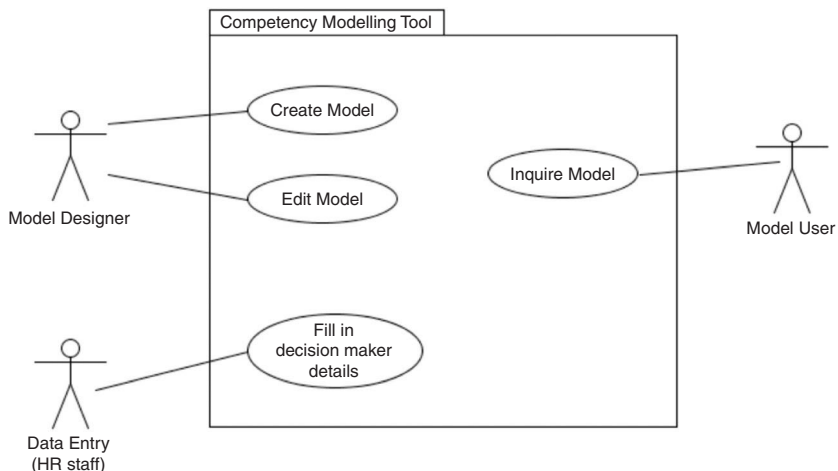 Competency Modelling Tool
Create Model
Model Designer
Edit Model
Inquire Model
Model User
Fill in
decision maker
details
Data Entry
(HR staff)